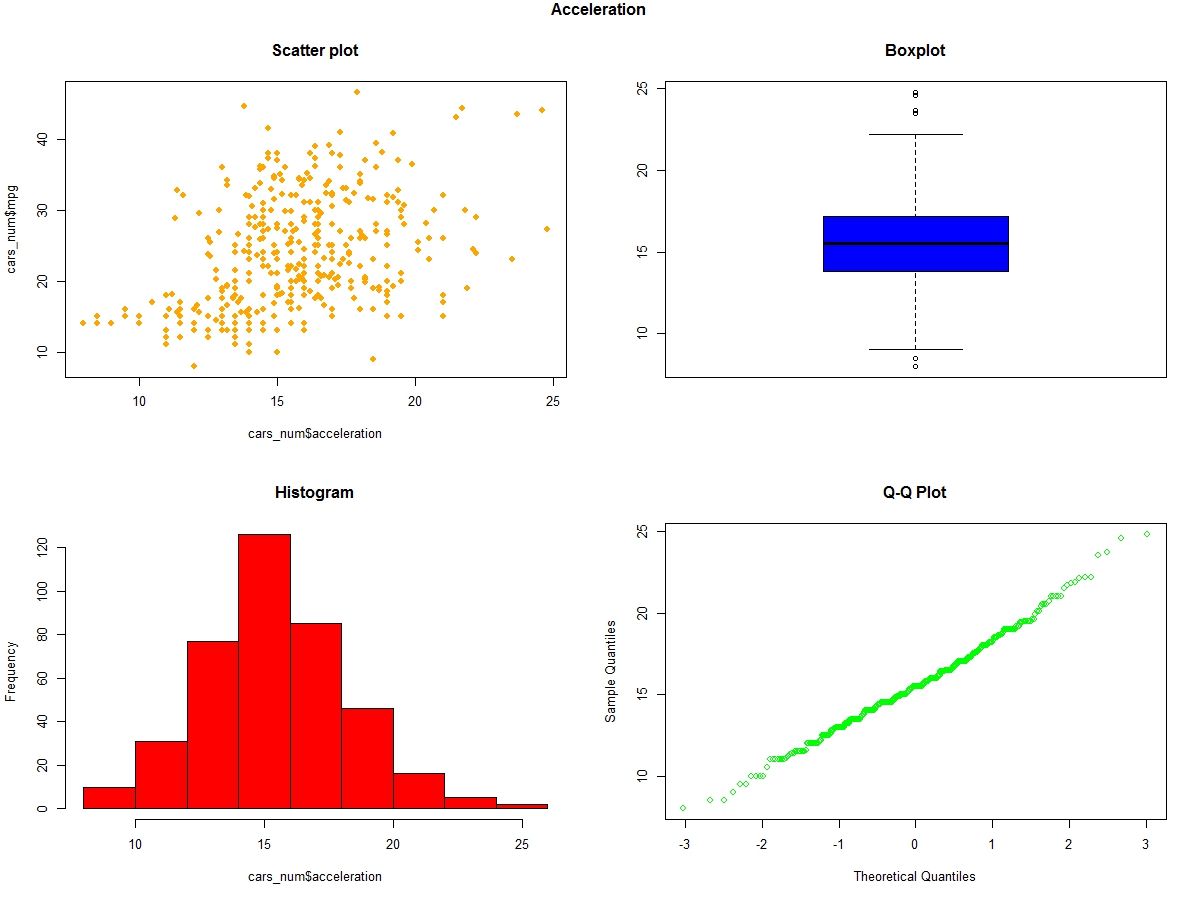 Acceleration
Scatter plot
cars_num$mpg
40
30
20
10
10 15 20 25
cars_num$acceleration
Boxplot
25
20
15
10
Histogram
Frequency
120
100
80
60
40
20
0
10 15 20 25
cars_num$acceleration
Q-Q Plot
Sample Quantiles
25
20
15
10
-3 -2 -1 0 1 2 3
Theoretical Quantiles